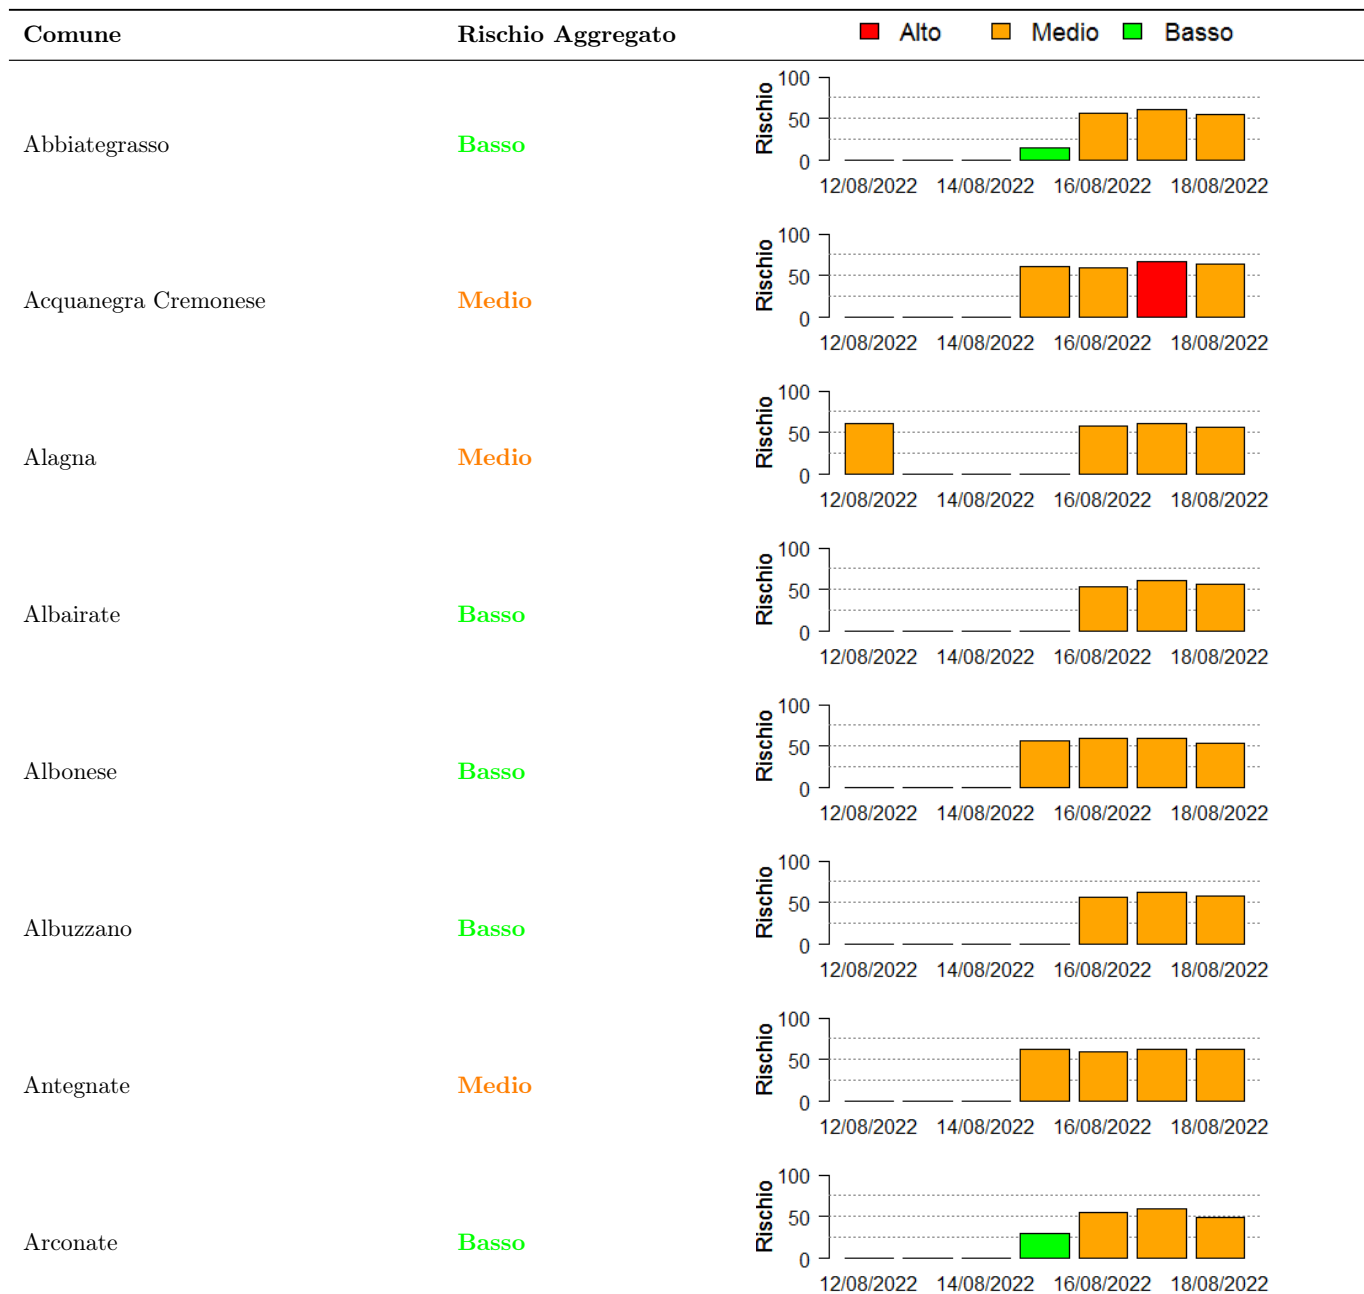 Comune Rischio Aggregato Alto Medio Basso
Abbiategrasso Basso
Rischio
100
50
0
12/08/2022 14/08/2022 16/08/2022 18/08/2022
Acquanegra Cremonese Medio
Rischio
100
50
0
12/08/2022 14/08/2022 16/08/2022 18/08/2022
Alagna Medio
Rischio
100
50
0
12/08/2022 14/08/2022 16/08/2022 18/08/2022
Albairate Basso
Rischio
100
50
0
12/08/2022 14/08/2022 16/08/2022 18/08/2022
Albonese Basso
Rischio
100
50
0
12/08/2022 14/08/2022 16/08/2022 18/08/2022
Albuzzano Basso
Rischio
100
50
0
12/08/2022 14/08/2022 16/08/2022 18/08/2022
Antegnate Medio
Rischio
100
50
0
12/08/2022 14/08/2022 16/08/2022 18/08/2022
Arconate Basso
Rischio
100
50
0
12/08/2022 14/08/2022 16/08/2022 18/08/2022